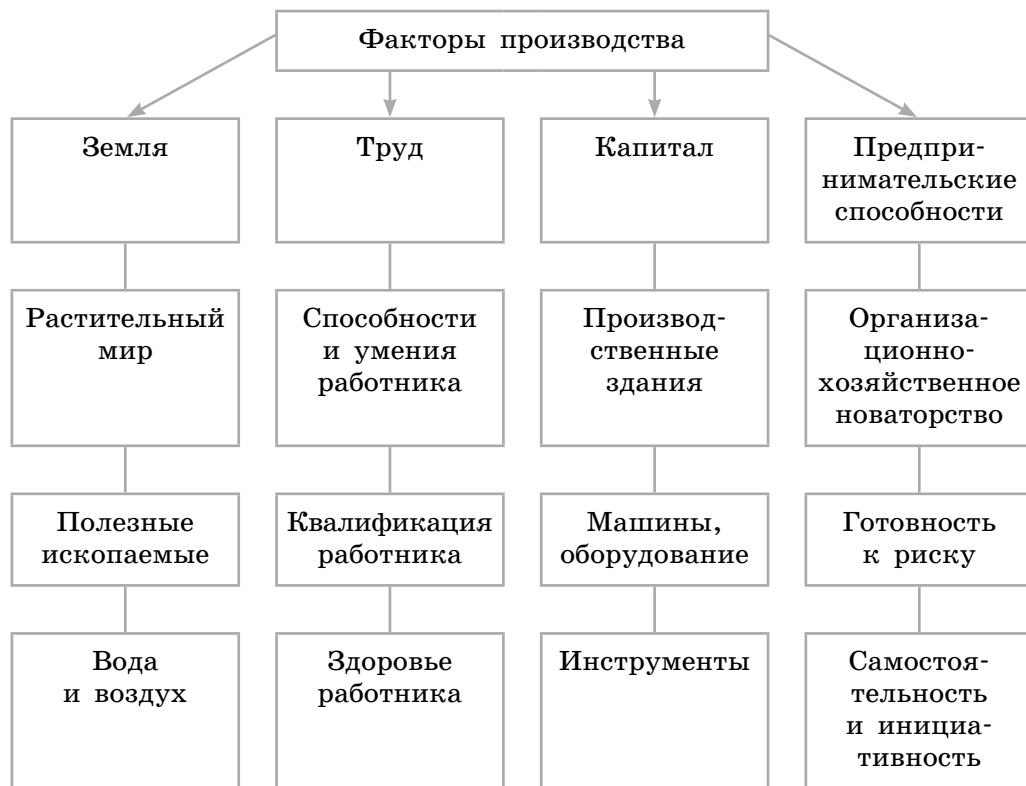 Факторы производства
Земля
Труд
Капитал
Предпри-
нимательские
способности
Растительный
мир
Способности
и умения
работника
Производ-
ственные
здания
Организа-
ционно-
хозяйственное
новаторство
Полезные
ископаемые
Квалификация
работника
Машины,
оборудование
Готовность
к риску
Вода
и воздух
Здоровье
работника
Инструменты
Самостоя-
тельность
и инициа-
тивность